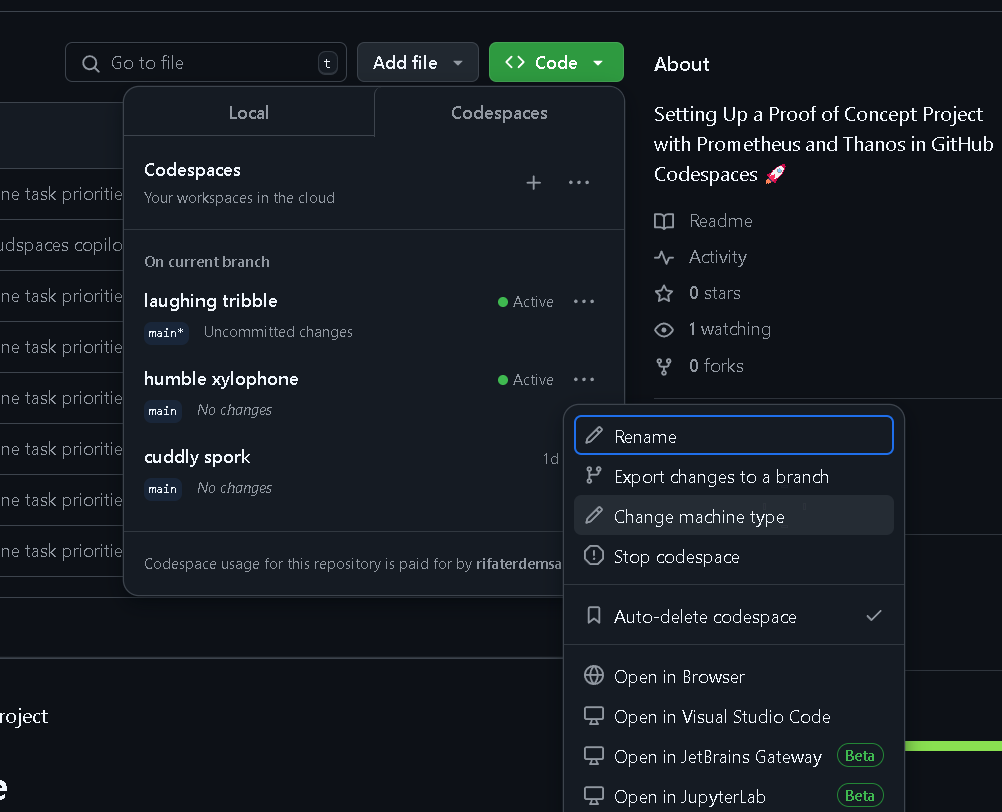 Go to file
t
Add file
<> Code
About
Setting Up a Proof of Concept Project
with Prometheus and Thanos in GitHub
Codespaces 🚀
Readme
Activity
0 stars
1 watching
0 forks
Local
Codespaces
Codespaces
Your workspaces in the cloud
On current branch
laughing tribble
Active
main*
Uncommitted changes
humble xylophone
Active
main
No changes
cuddly spork
1d
main
No changes
Codespace usage for this repository is paid for by rifaterdemsa
ne task prioritie
udspaces copilo
ne task prioritie
ne task prioritie
ne task prioritie
ne task prioritie
ne task prioritie
ne task prioritie
Rename
Export changes to a branch
Change machine type
Stop codespace
Auto-delete codespace
Open in Browser
Open in Visual Studio Code
Open in JetBrains Gateway Beta
Open in JupyterLab Beta
roject
e